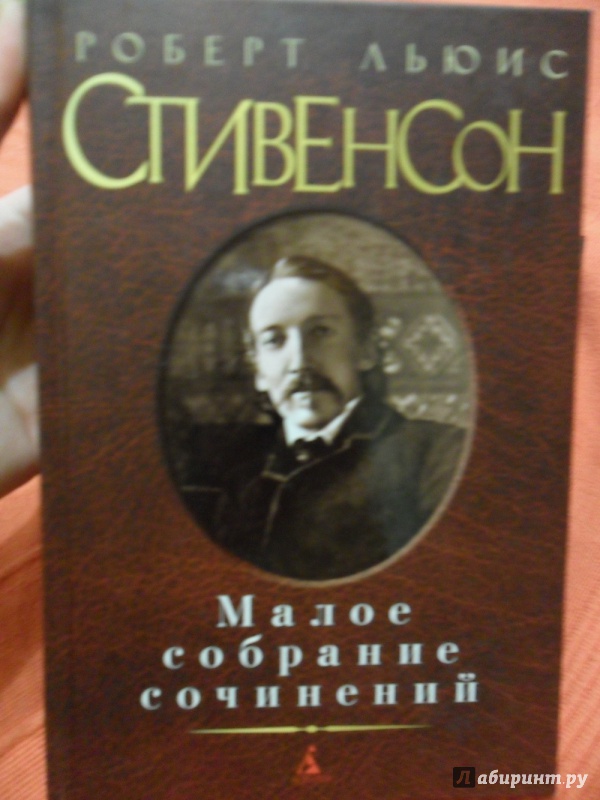 РОБЕРТ ЛЬЮИС
СТИВЕНСОН
Малое
собрание
сочинений
Лабиринт.ру